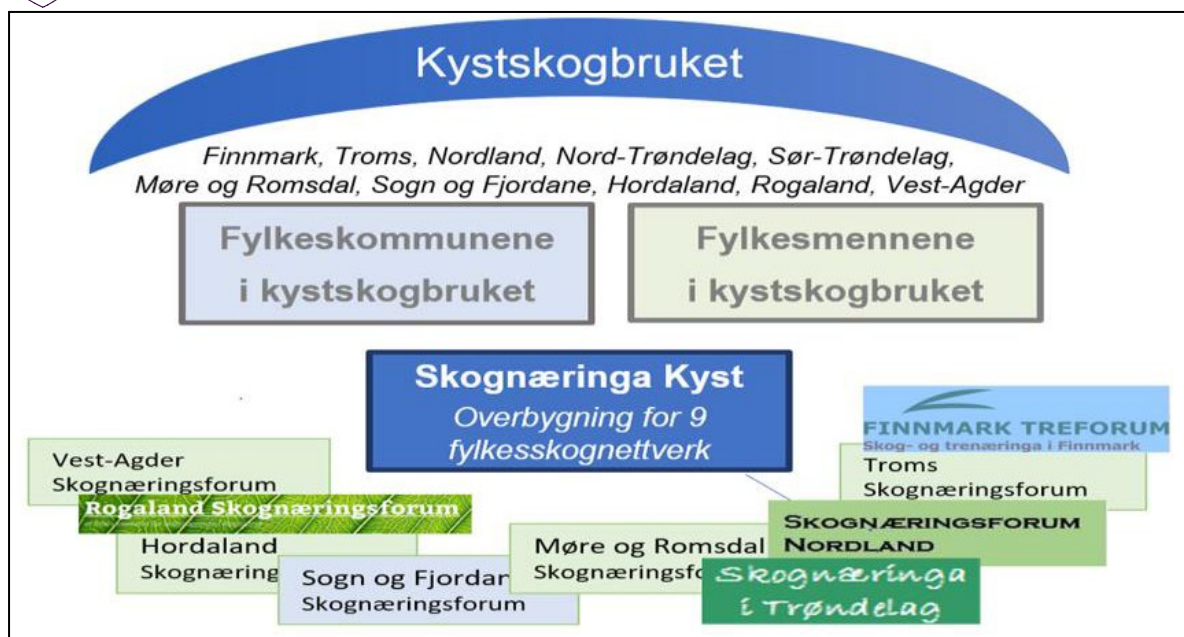 Kystskogbruket
Finnmark, Troms, Nordland, Nord-Trøndelag, Sør-Trøndelag,
Møre og Romsdal, Sogn og Fjordane, Hordaland, Rogaland, Vest-Agder
Fylkeskommunene
i kystskogbruket
Fylkesmennene
i kystskogbruket
Skognæringa Kyst
Overbygning for 9
fylkesskognettverk
FINNMARK TREFORUM
Skog- og trenæringa i Finnmark
Vest-Agder
Skognæringsforum
Troms
Skognæringsforum
Rogaland Skognæringsforum
SKOGNÆRINGSFORUM
NORDLAND
Hordaland
Skognæring
Møre og Romsdal
Skognæringsfo
Sogn og Fjordan
Skognæringsforum
Skognæringa
i Trøndelag